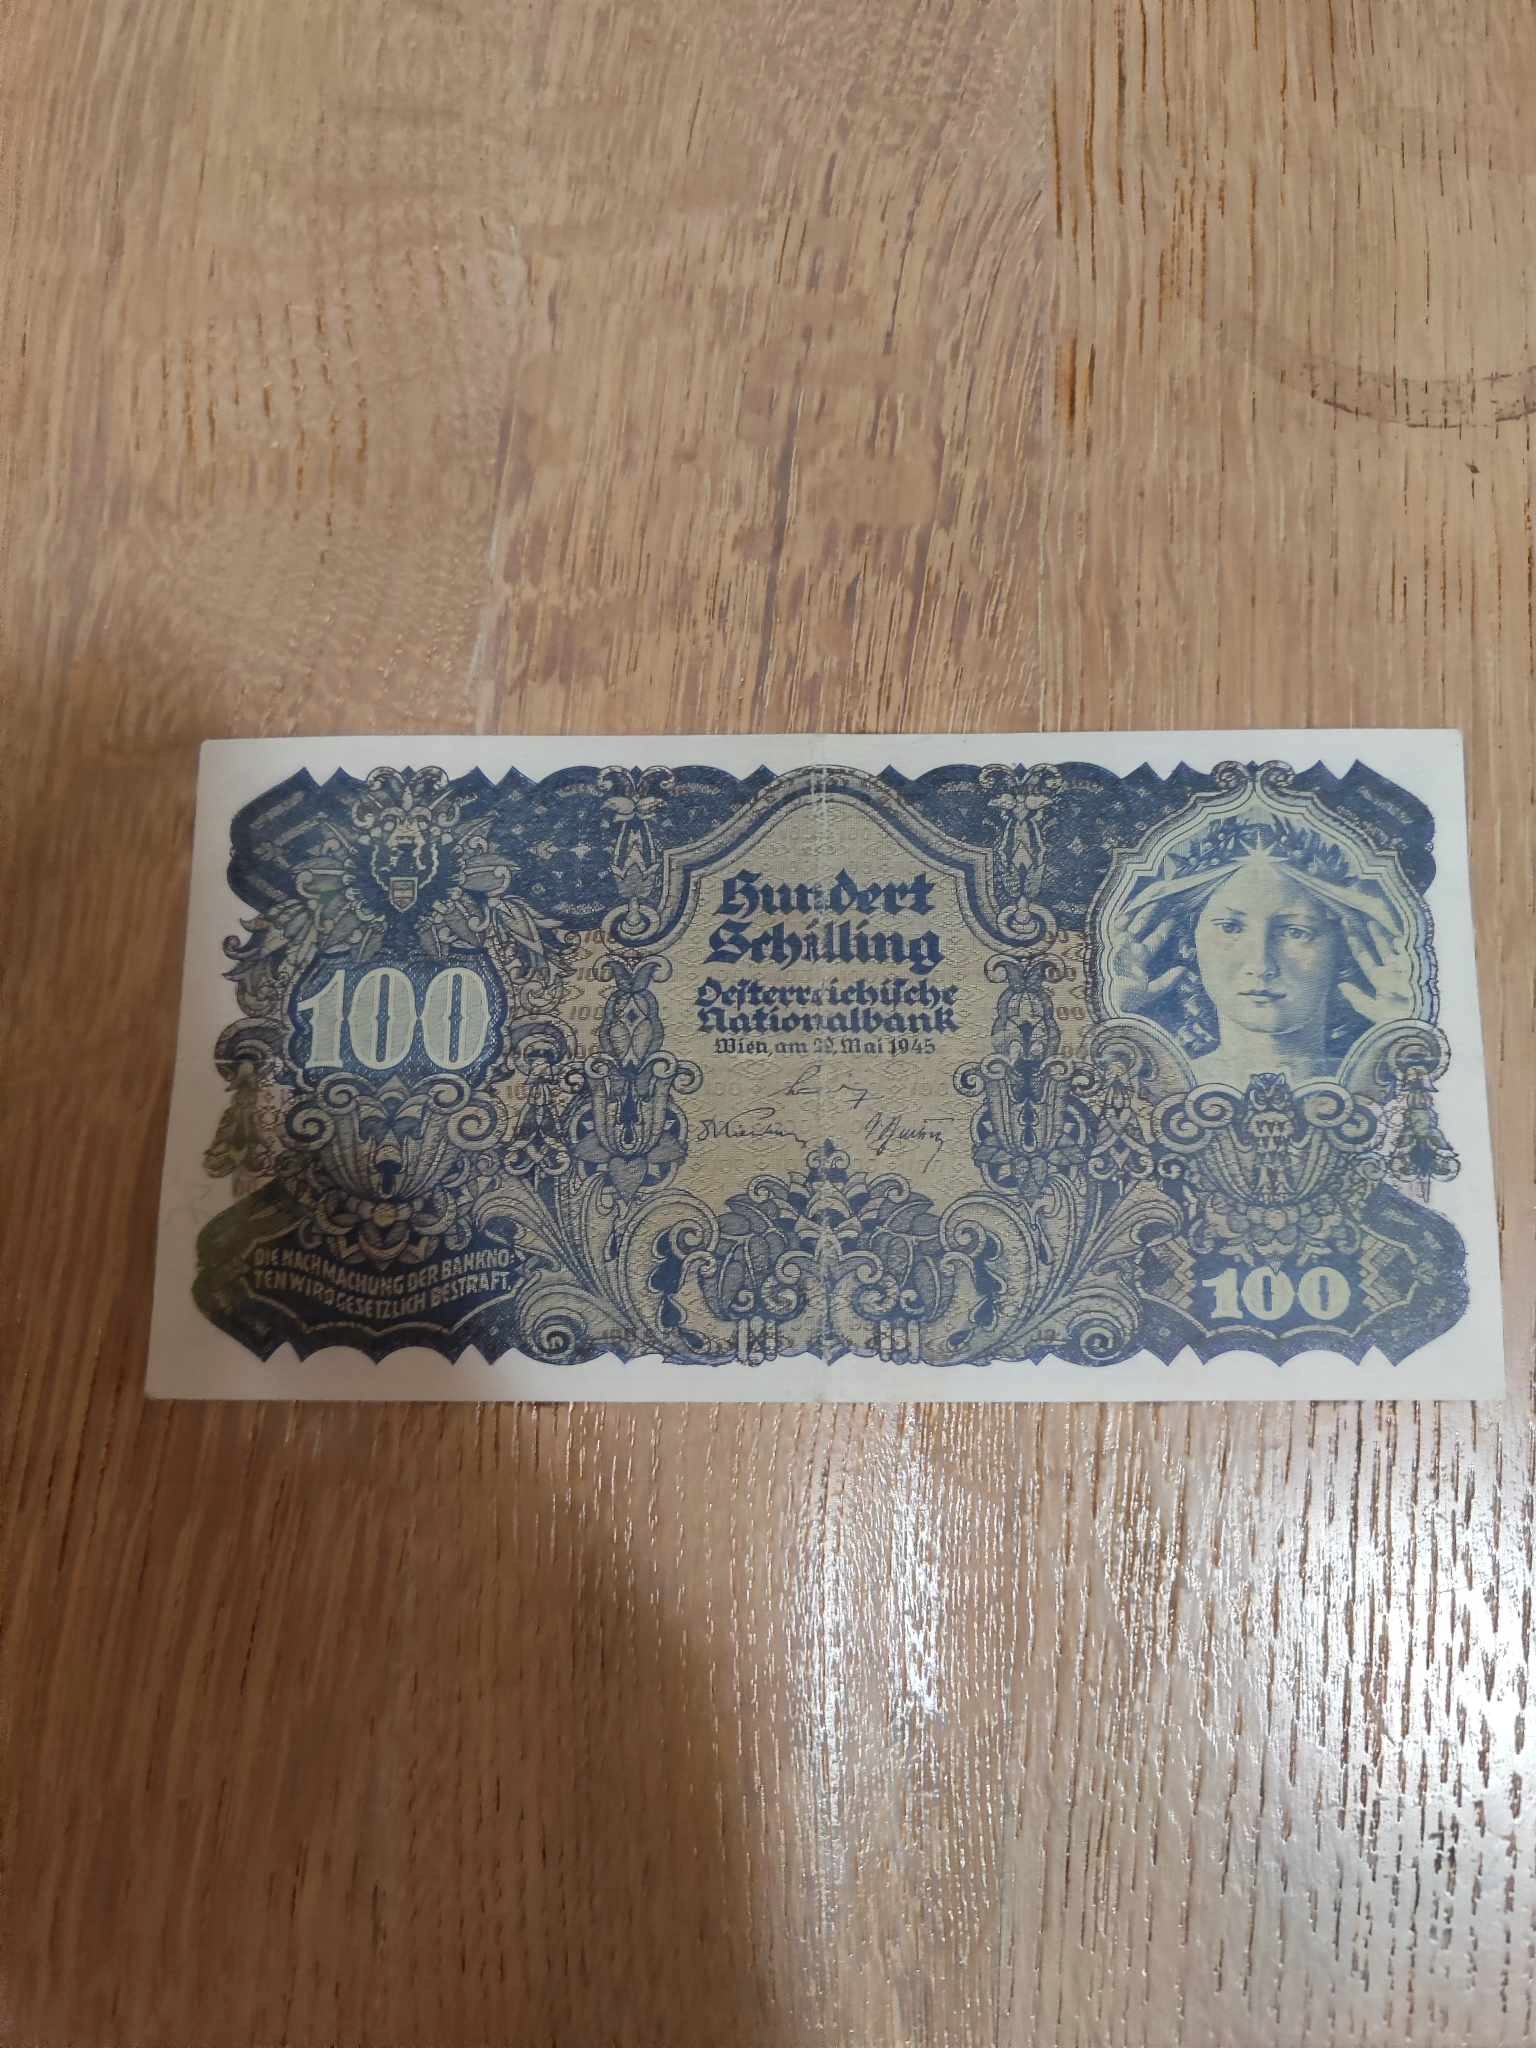 100
Hundert
Schilling
Oesterreichische
Nationalbank
Wien, am 29. Mai 1945
DIE NACHMACHUNG DER BANKNO-
TEN WIRD GESETZLICH BESTRAFT.
100